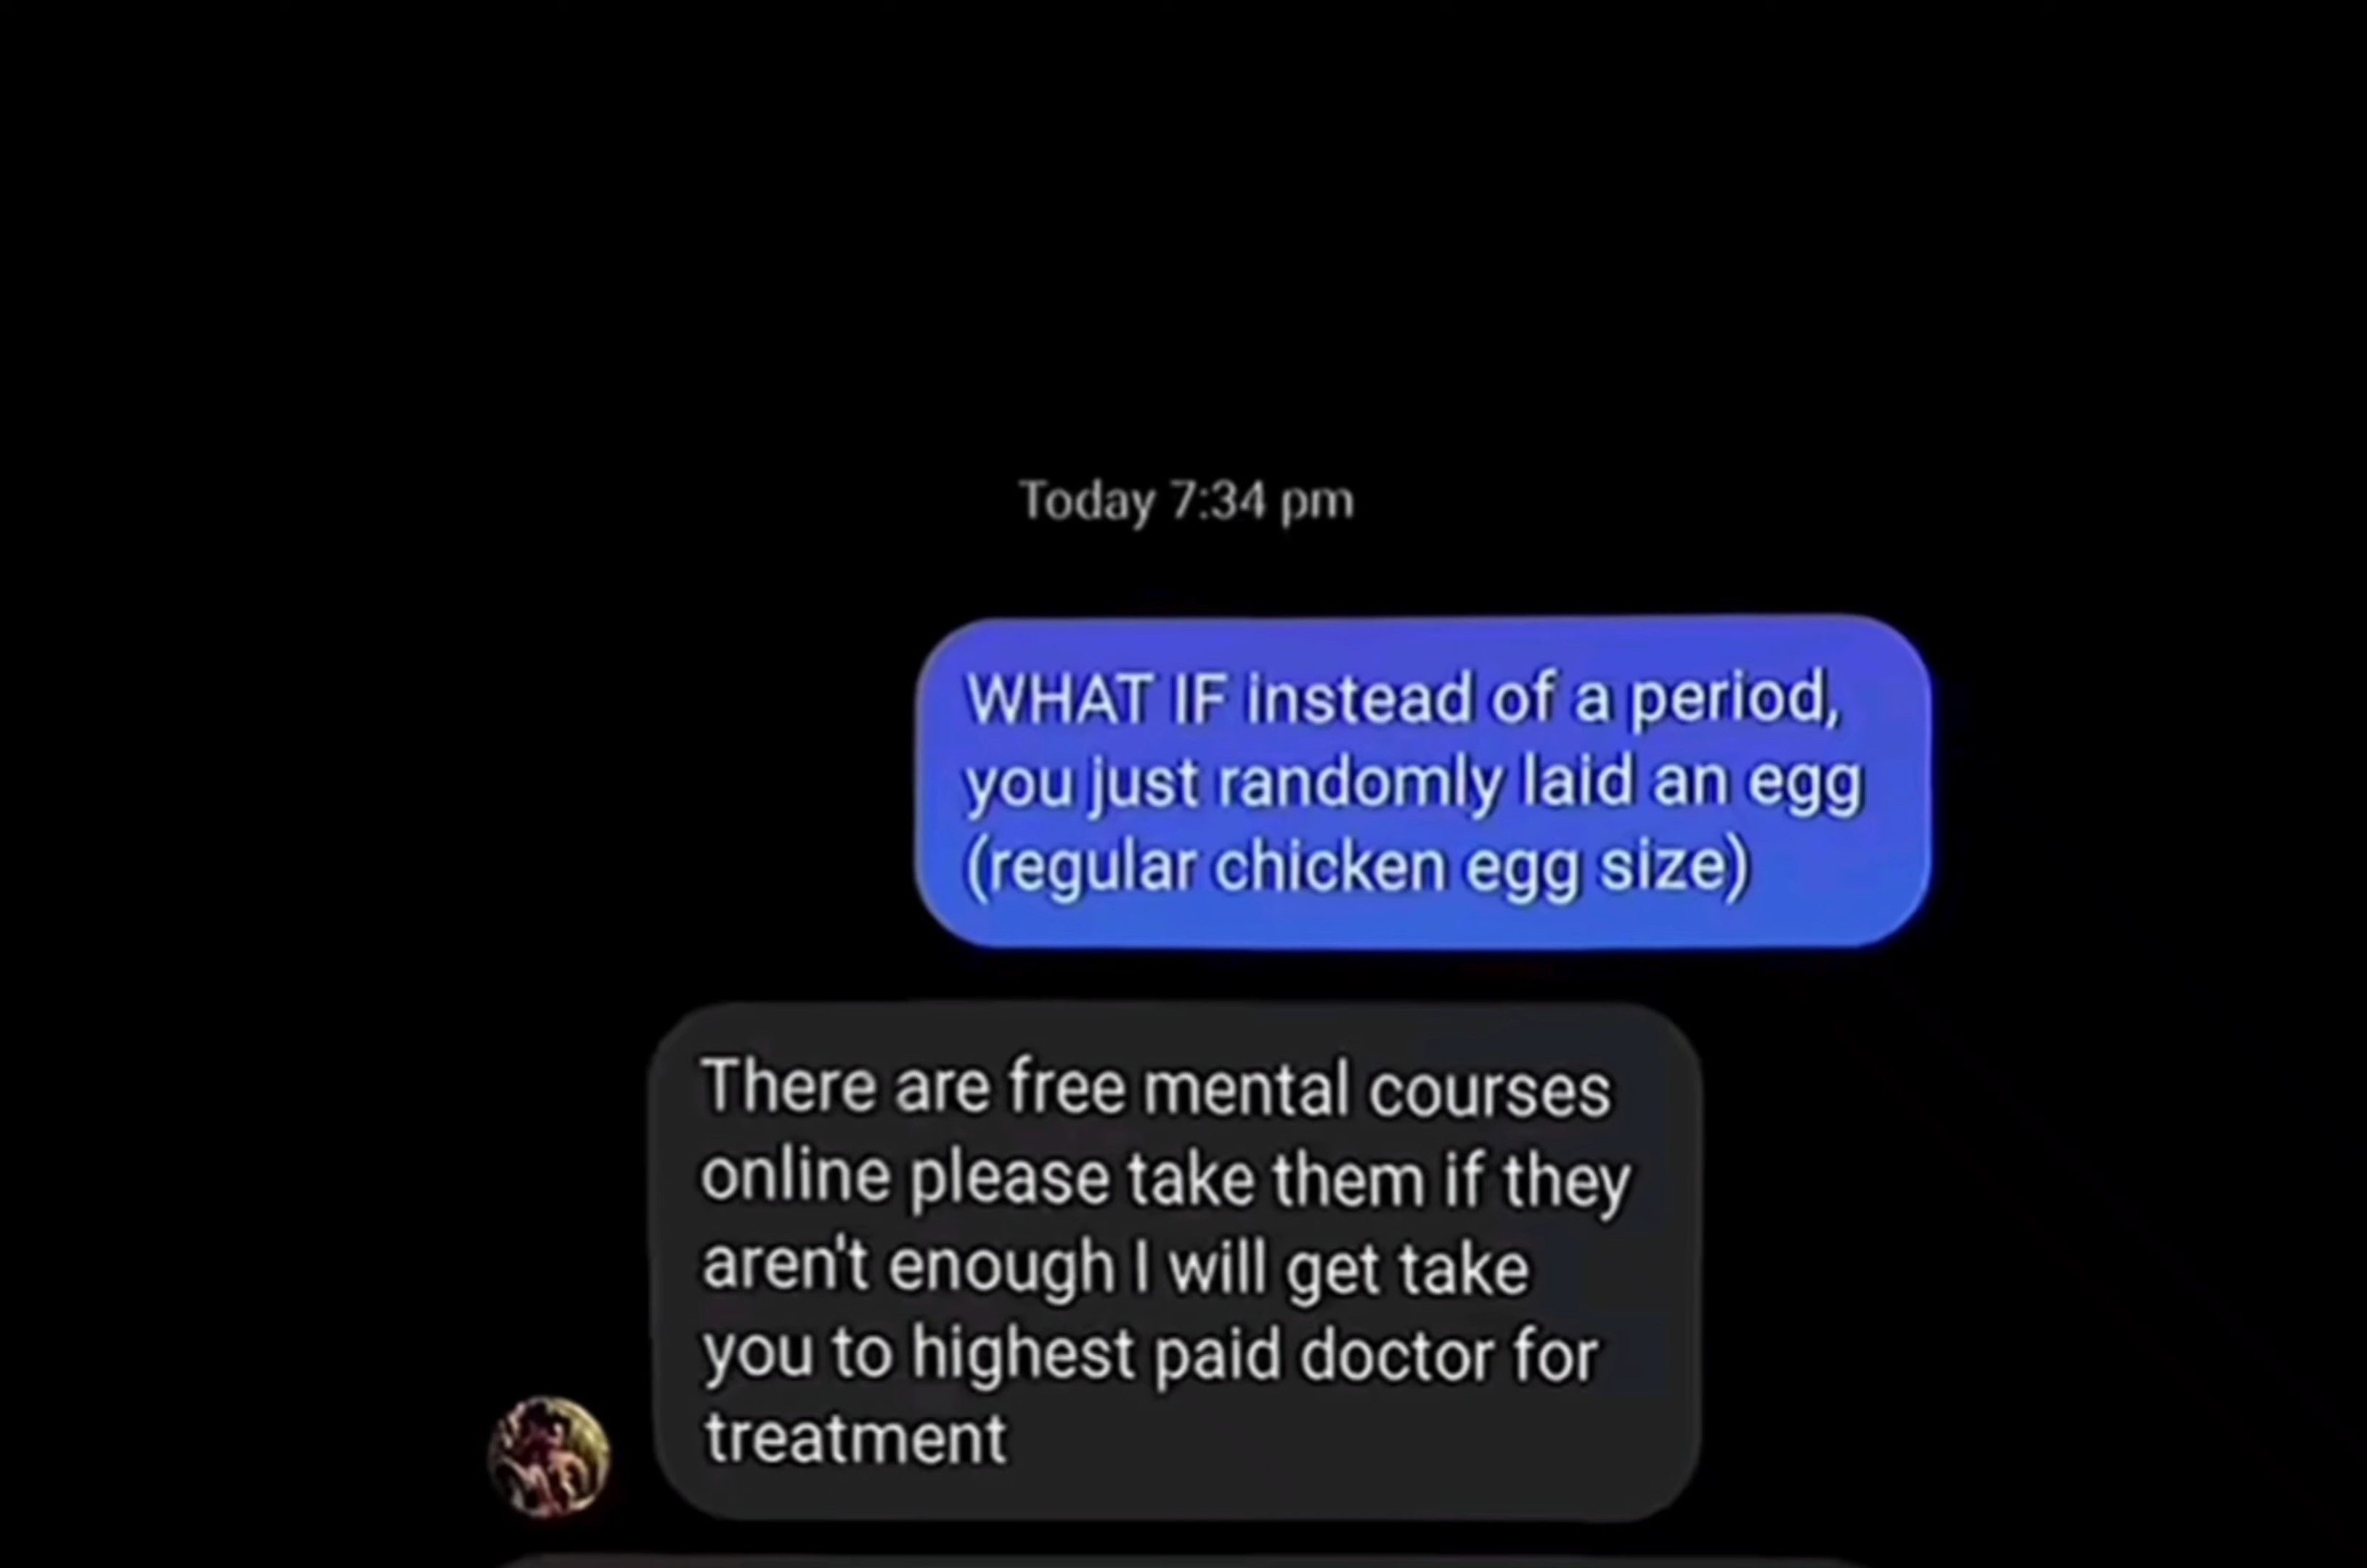 Today 7:34 pm
WHAT IF instead of a period,
you just randomly laid an egg
(regular chicken egg size)
There are free mental courses
online please take them if they
aren't enough I will get take
you to highest paid doctor for
treatment